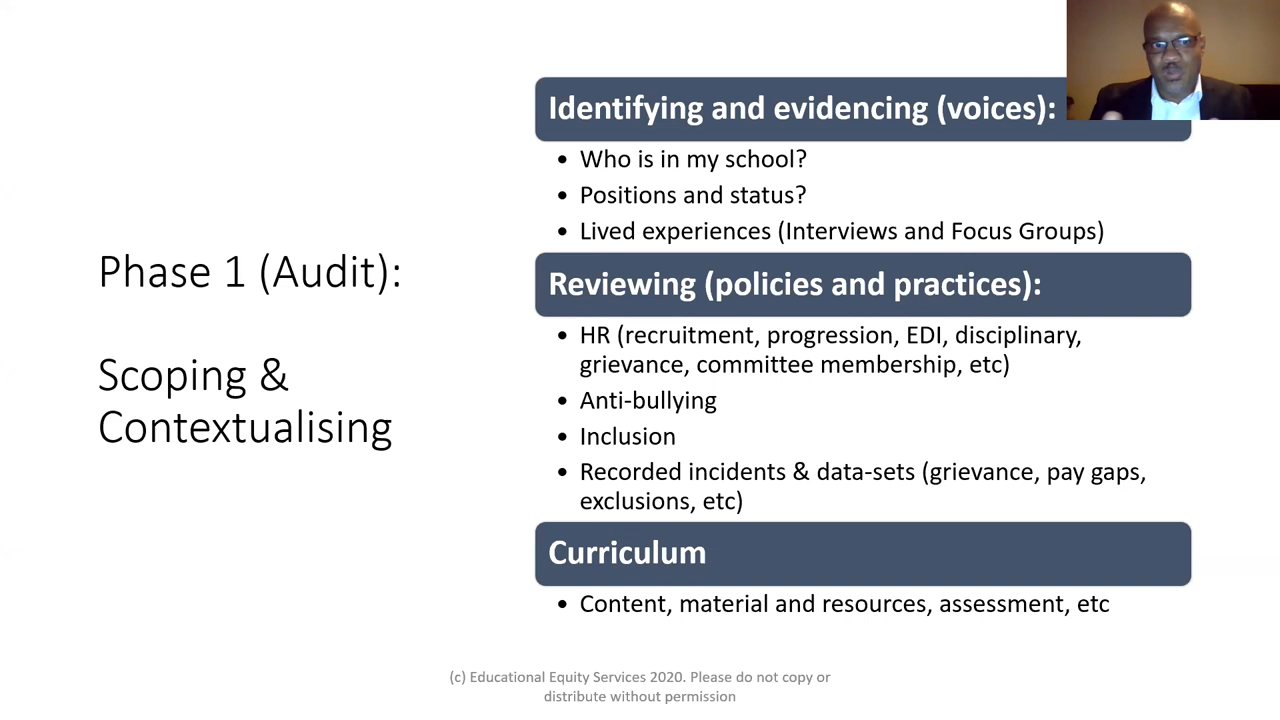 Phase 1 (Audit):
Scoping &
Contextualising
Identifying and evidencing (voices):
• Who is in my school?
• Positions and status?
• Lived experiences (Interviews and Focus Groups)
Reviewing (policies and practices):
• HR (recruitment, progression, EDI, disciplinary,
grievance, committee membership, etc)
• Anti-bullying
• Inclusion
• Recorded incidents & data-sets (grievance, pay gaps,
exclusions, etc)
Curriculum
• Content, material and resources, assessment, etc
(c) Educational Equity Services 2020. Please do not copy or
distribute without permission